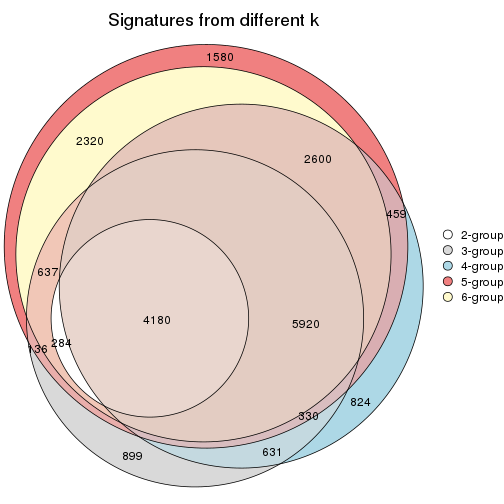 Signatures from different k
1580
2320
2600
459
2-group
3-group
4-group
5-group
6-group
637
4180
5920
284
136
824
330
899
631